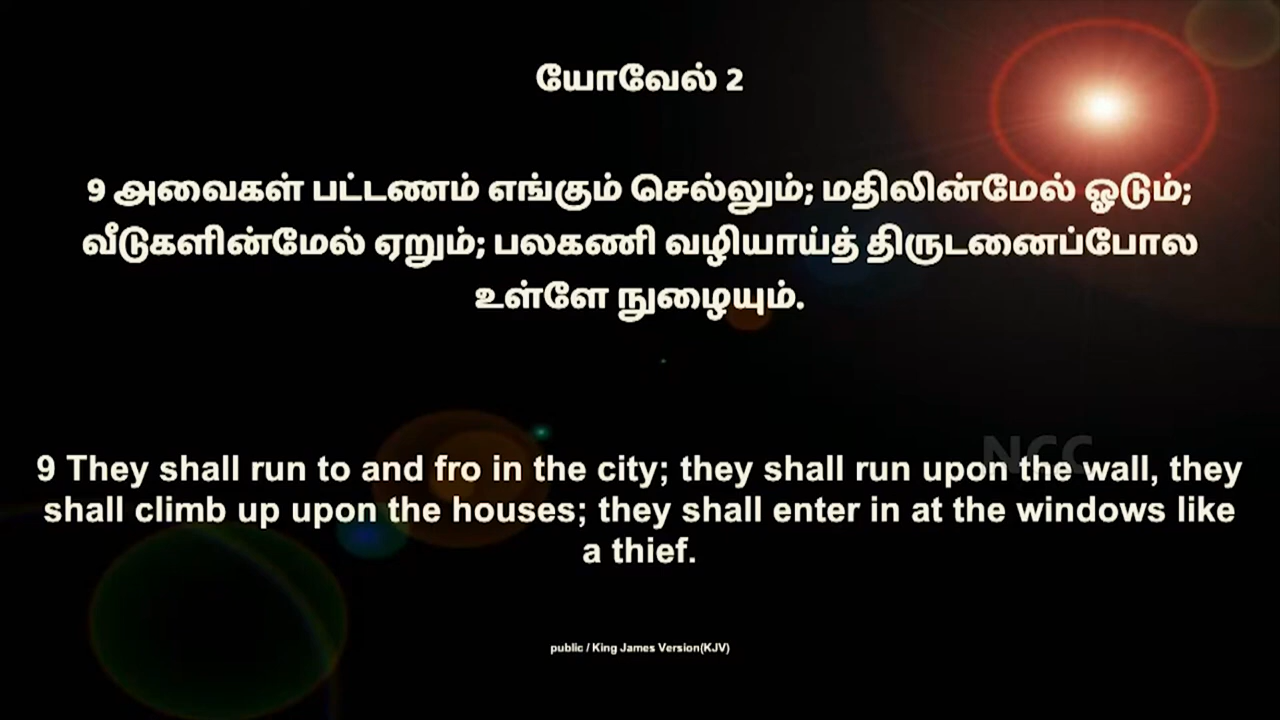 யோவேல் 2
9 அவைகள் பட்டணம் எங்கும் செல்லும்; மதிலின்மேல் ஓடும்;
வீடுகளின்மேல் ஏறும்; பலகணி வழியாய்த் திருடனைப்போல
உள்ளே நுழையும்.
NCC
9 They shall run to and fro in the city; they shall run upon the wall, they
shall climb up upon the houses; they shall enter in at the windows like
a thief.
public / King James Version(KJV)